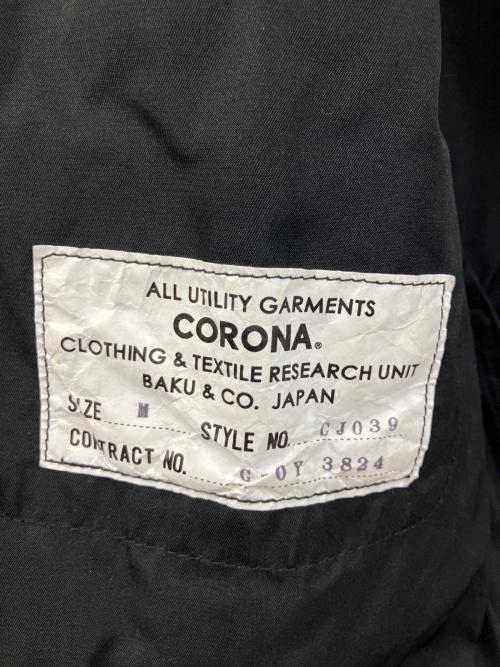 ALL UTILITY GARMENTS
CORONA®
CLOTHING & TEXTILE RESEARCH UNIT
BAKU & CO. JAPAN
SIZE M STYLE NO. CJ039
CONTRACT NO. C-OY 3824